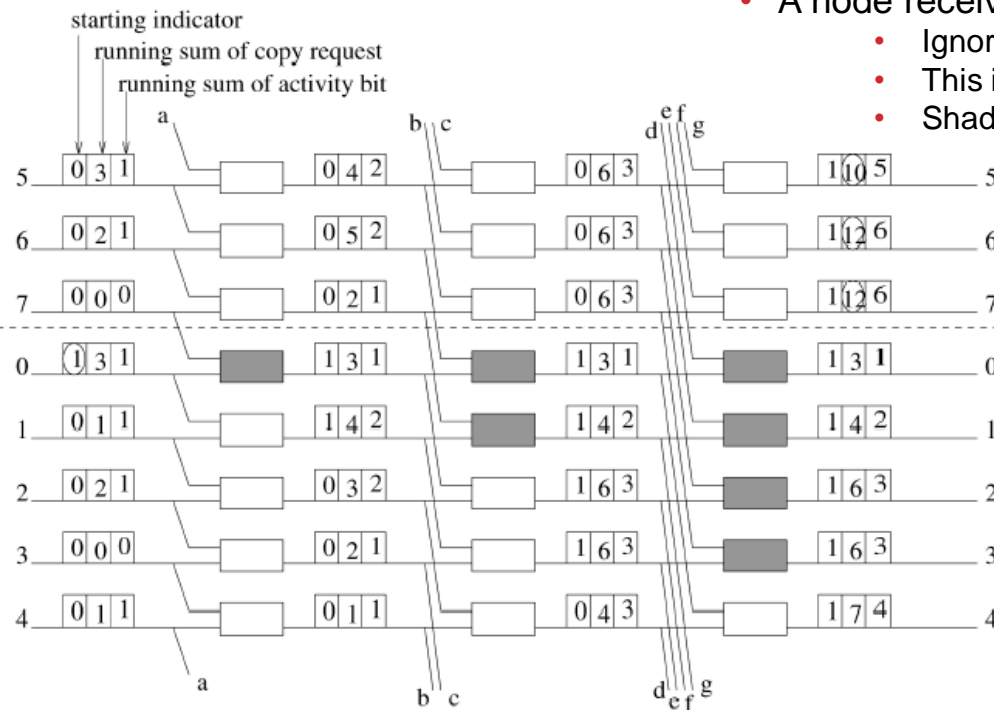 • A node receiv
• Ignor
• This i
• Shad
starting indicator
running sum of copy request
running sum of activity bit
a b c d e f g
5 0 3 1 0 4 2 0 6 3 1 10 5 5
6 0 2 1 0 5 2 0 6 3 1 12 6 6
7 0 0 0 0 2 1 0 6 3 1 12 6 7
0 1 3 1 1 3 1 1 3 1 1 3 1 0
1 0 1 1 1 4 2 1 4 2 1 4 2 1
2 0 2 1 0 3 2 1 6 3 1 6 3 2
3 0 0 0 0 2 1 1 6 3 1 6 3 3
4 0 1 1 0 1 1 0 4 3 1 7 4 4
a b c d e f g